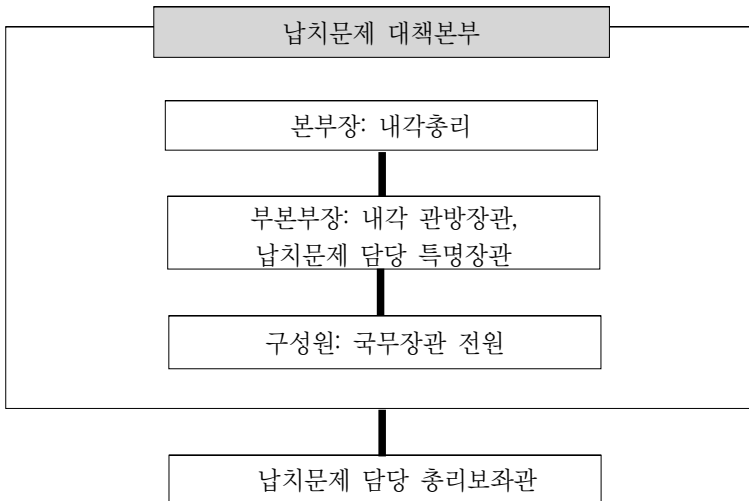 납치문제 대책본부
본부장: 내각총리
부본부장: 내각 관방장관,
납치문제 담당 특명장관
구성원: 국무장관 전원
납치문제 담당 총리보좌관